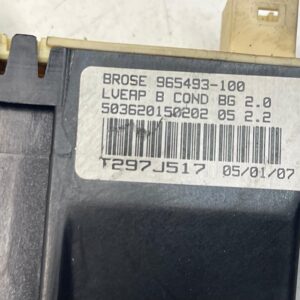 BROSE 965493-100
LVEAP B COND BG 2.0
503620150202 05 2.2
T297J517 05/01/07